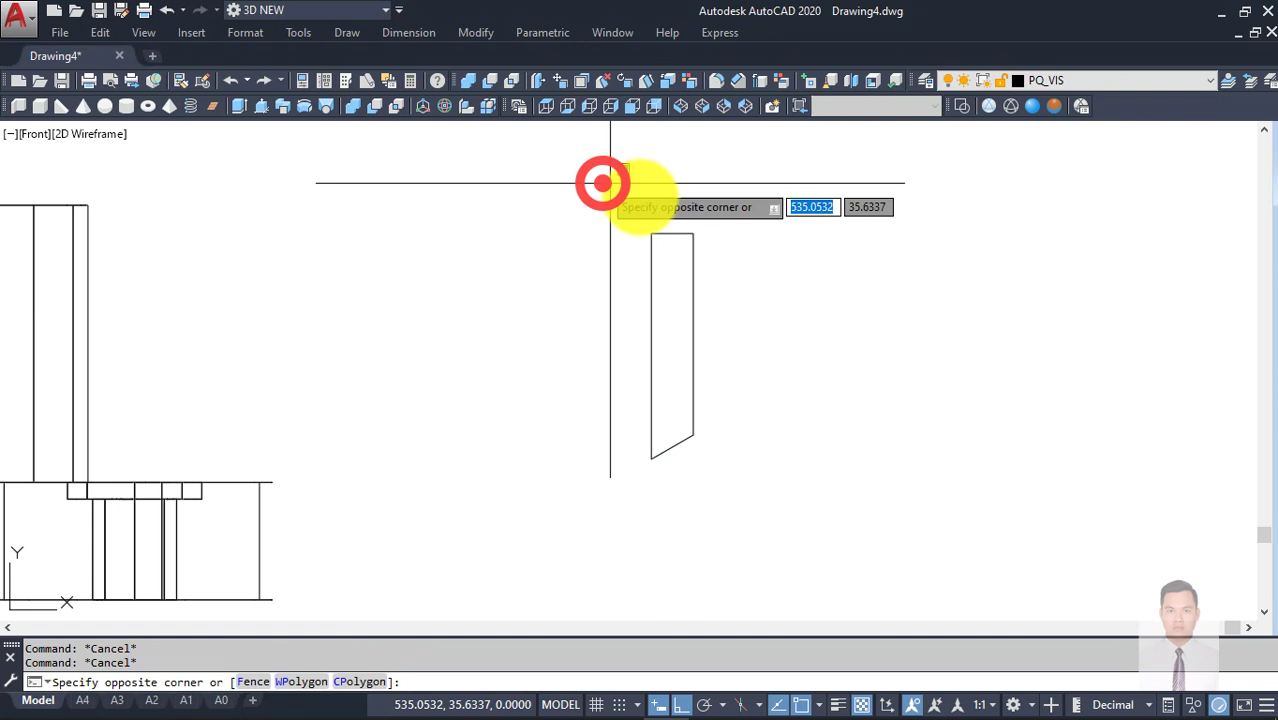 3D NEW
Autodesk AutoCAD 2020 Drawing4.dwg
File Edit View Insert Format Tools Draw Dimension Modify Parametric Window Help Express
Drawing4*
PQ_VIS
[−][Front][2D Wireframe]
Specify opposite corner or 535.0532 35.6337
Y
X
Command: *Cancel*
Command: *Cancel*
Specify opposite corner or [Fence WPolygon CPolygon]:
Model A4 A3 A2 A1 A0 535.0532, 35.6337, 0.0000 MODEL 1:1 Decimal